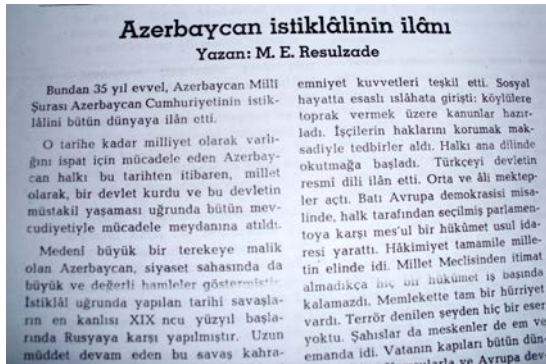 Azerbaycan istiklâlinin ilânı
Yazan: M. E. Resulzade
Bundan 35 yıl evvel, Azerbaycan Millî
Şurası Azerbaycan Cumhuriyetinin istik-
lâlini bütün dünyaya ilân etti.
O tarihe kadar milliyet olarak varlı-
ğını ispat için mücadele eden Azerbay-
can halkı bu tarihten itibaren, millet
olarak, bir devlet kurdu ve bu devletin
müstakil yaşaması uğrunda bütün mev-
cudiyetiyle mücadele meydanına atıldı.
Medenî büyük bir terekeye malik
olan Azerbaycan, siyaset sahasında da
büyük ve değerli hamleler göstermişti.
İstiklâl uğrunda yapılan tarihî savaşla-
rın en kanlısı XIX ncu yüzyıl başla-
rında Rusyaya karşı yapılmıştır. Uzun
müddet devam eden bu savaş kahra-
emniyet kuvvetleri teşkil etti. Sosyal
hayatta esaslı ıslâhata girişti: köylülere
toprak vermek üzere kanunlar hazır-
ladı. İşçilerin haklarını korumak mak-
sadiyle tedbirler aldı. Halkı ana dilinde
okutmağa başladı. Türkçeyi devletin
resmî dili ilân etti. Orta ve âli mektep-
ler açtı. Batı Avrupa demokrasisi misa-
linde, halk tarafından seçilmiş parlamen-
toya karşı mes'ul bir hükûmet usul ida-
resi yarattı. Hâkimiyet tamamile mille-
tin elinde idi. Millet Meclisinden itimat
almadıkça hiç bir hükûmet iş başında
kalamazdı. Memlekette tam bir hürriyet
vardı. Terör denilen şeyden hiç bir eser
yoktu. Şahıslar da meskenler de em ve
emanda idi. Vatanın kapıları bütün dün-
ve Avrupa der-